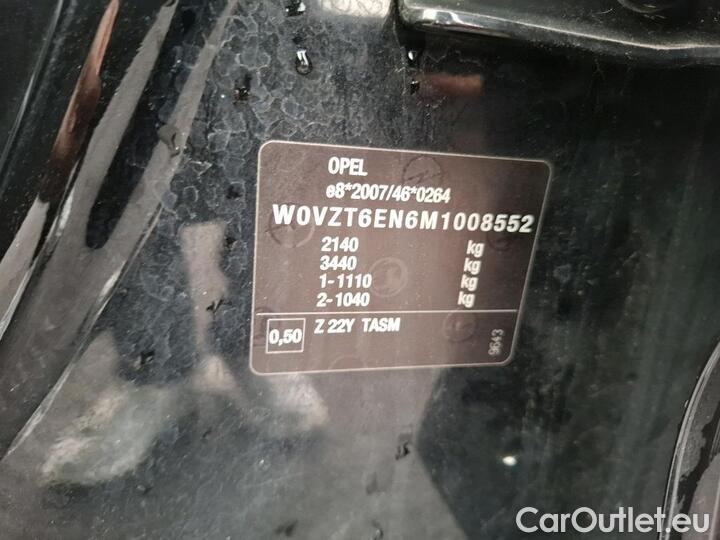 OPEL
e8*2007/46*0264
W0VZT6EN6M1008552
2140 kg
3440 kg
1-1110 kg
2-1040 kg
0,50 Z 22Y TASM
9643
CarOutlet.eu